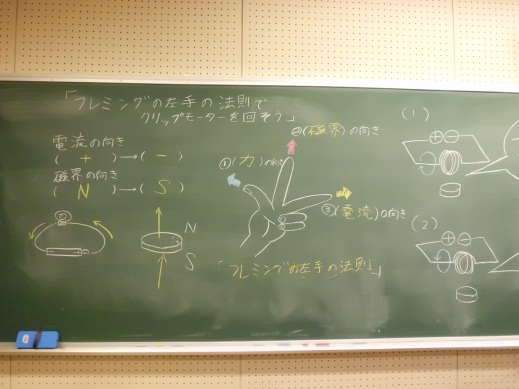 「フレミングの左手の法則で
クリップモーターを回そう」
電流の向き
( + )→( − )
磁界の向き
( N )→( S )
N
S
①(力)の向き
②(磁界)の向き
③(電流)の向き
「フレミングの左手の法則」
(1)
⊕⊖
(2)
⊕⊖